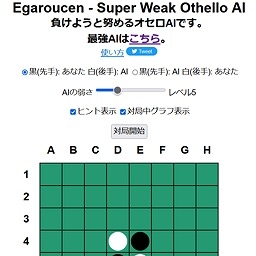 Egaroucen - Super Weak Othello AI
負けようと努めるオセロAIです。
最強AIはこちら。
使い方 Tweet
黒(先手): あなた 白(後手): AI 黒(先手): AI 白(後手): あなた
AIの弱さ レベル5
ヒント表示 対局中グラフ表示
対局開始
A B C D E F G H
1
2
3
4